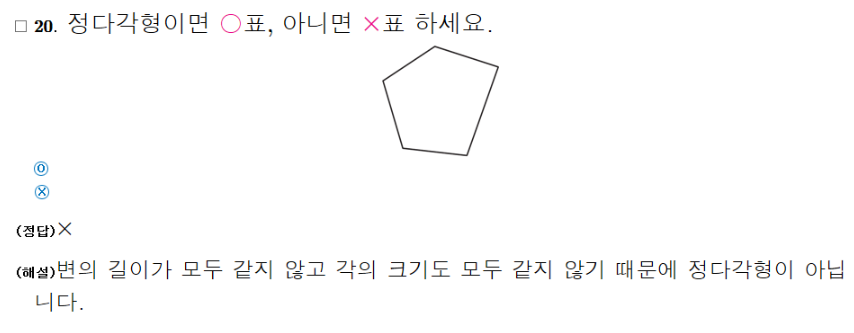 □ 20. 정다각형이면 ○표, 아니면 ×표 하세요.
ⓞ
ⓧ
(정답)×
(해설)변의 길이가 모두 같지 않고 각의 크기도 모두 같지 않기 때문에 정다각형이 아닙
니다.